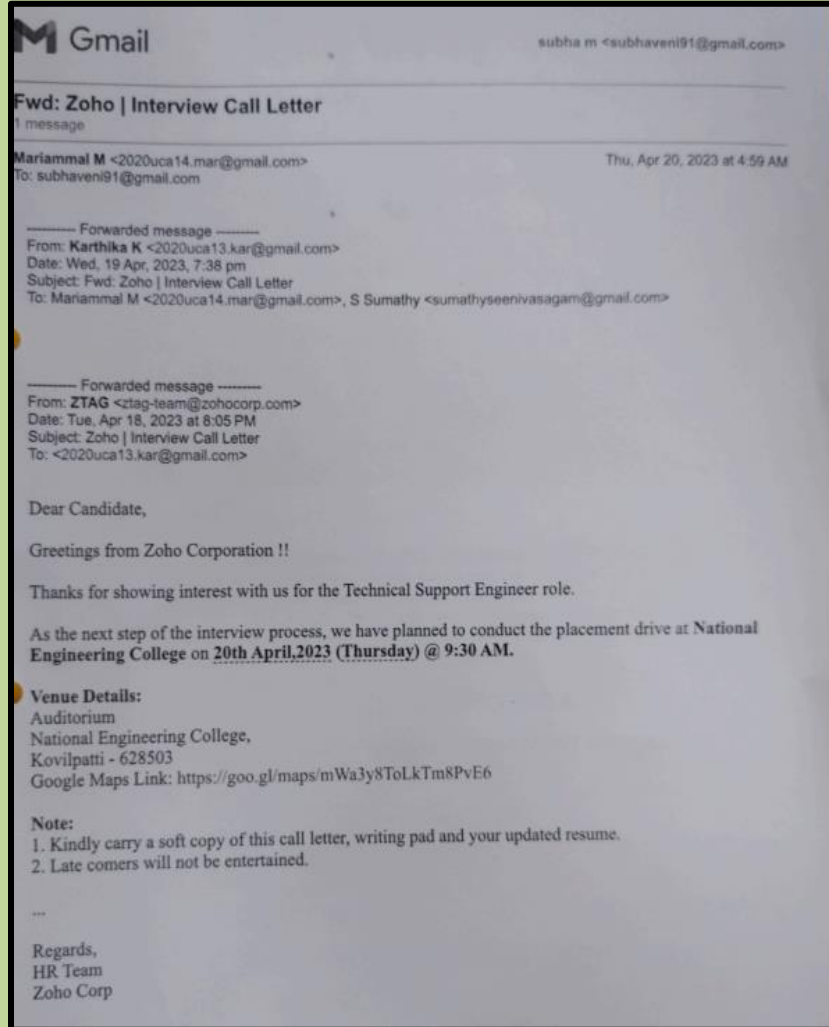 Gmail
subha m <subhaveni91@gmail.com>
Fwd: Zoho | Interview Call Letter
1 message
Mariammal M <2020uca14.mar@gmail.com>
Thu, Apr 20, 2023 at 4:59 AM
To: subhaveni91@gmail.com
---------- Forwarded message ---------
From: Karthika K <2020uca13.kar@gmail.com>
Date: Wed, 19 Apr, 2023, 7:38 pm
Subject: Fwd: Zoho | Interview Call Letter
To: Mariammal M <2020uca14.mar@gmail.com>, S Sumathy <sumathyseenivasagam@gmail.com>
---------- Forwarded message ---------
From: ZTAG <ztag-team@zohocorp.com>
Date: Tue, Apr 18, 2023 at 8:05 PM
Subject: Zoho | Interview Call Letter
To: <2020uca13.kar@gmail.com>
Dear Candidate,
Greetings from Zoho Corporation !!
Thanks for showing interest with us for the Technical Support Engineer role.
As the next step of the interview process, we have planned to conduct the placement drive at National
Engineering College on 20th April,2023 (Thursday) @ 9:30 AM.
Venue Details:
Auditorium
National Engineering College,
Kovilpatti - 628503
Google Maps Link: https://goo.gl/maps/mWa3y8ToLkTm8PvE6
Note:
1. Kindly carry a soft copy of this call letter, writing pad and your updated resume.
2. Late comers will not be entertained.
...
Regards,
HR Team
Zoho Corp